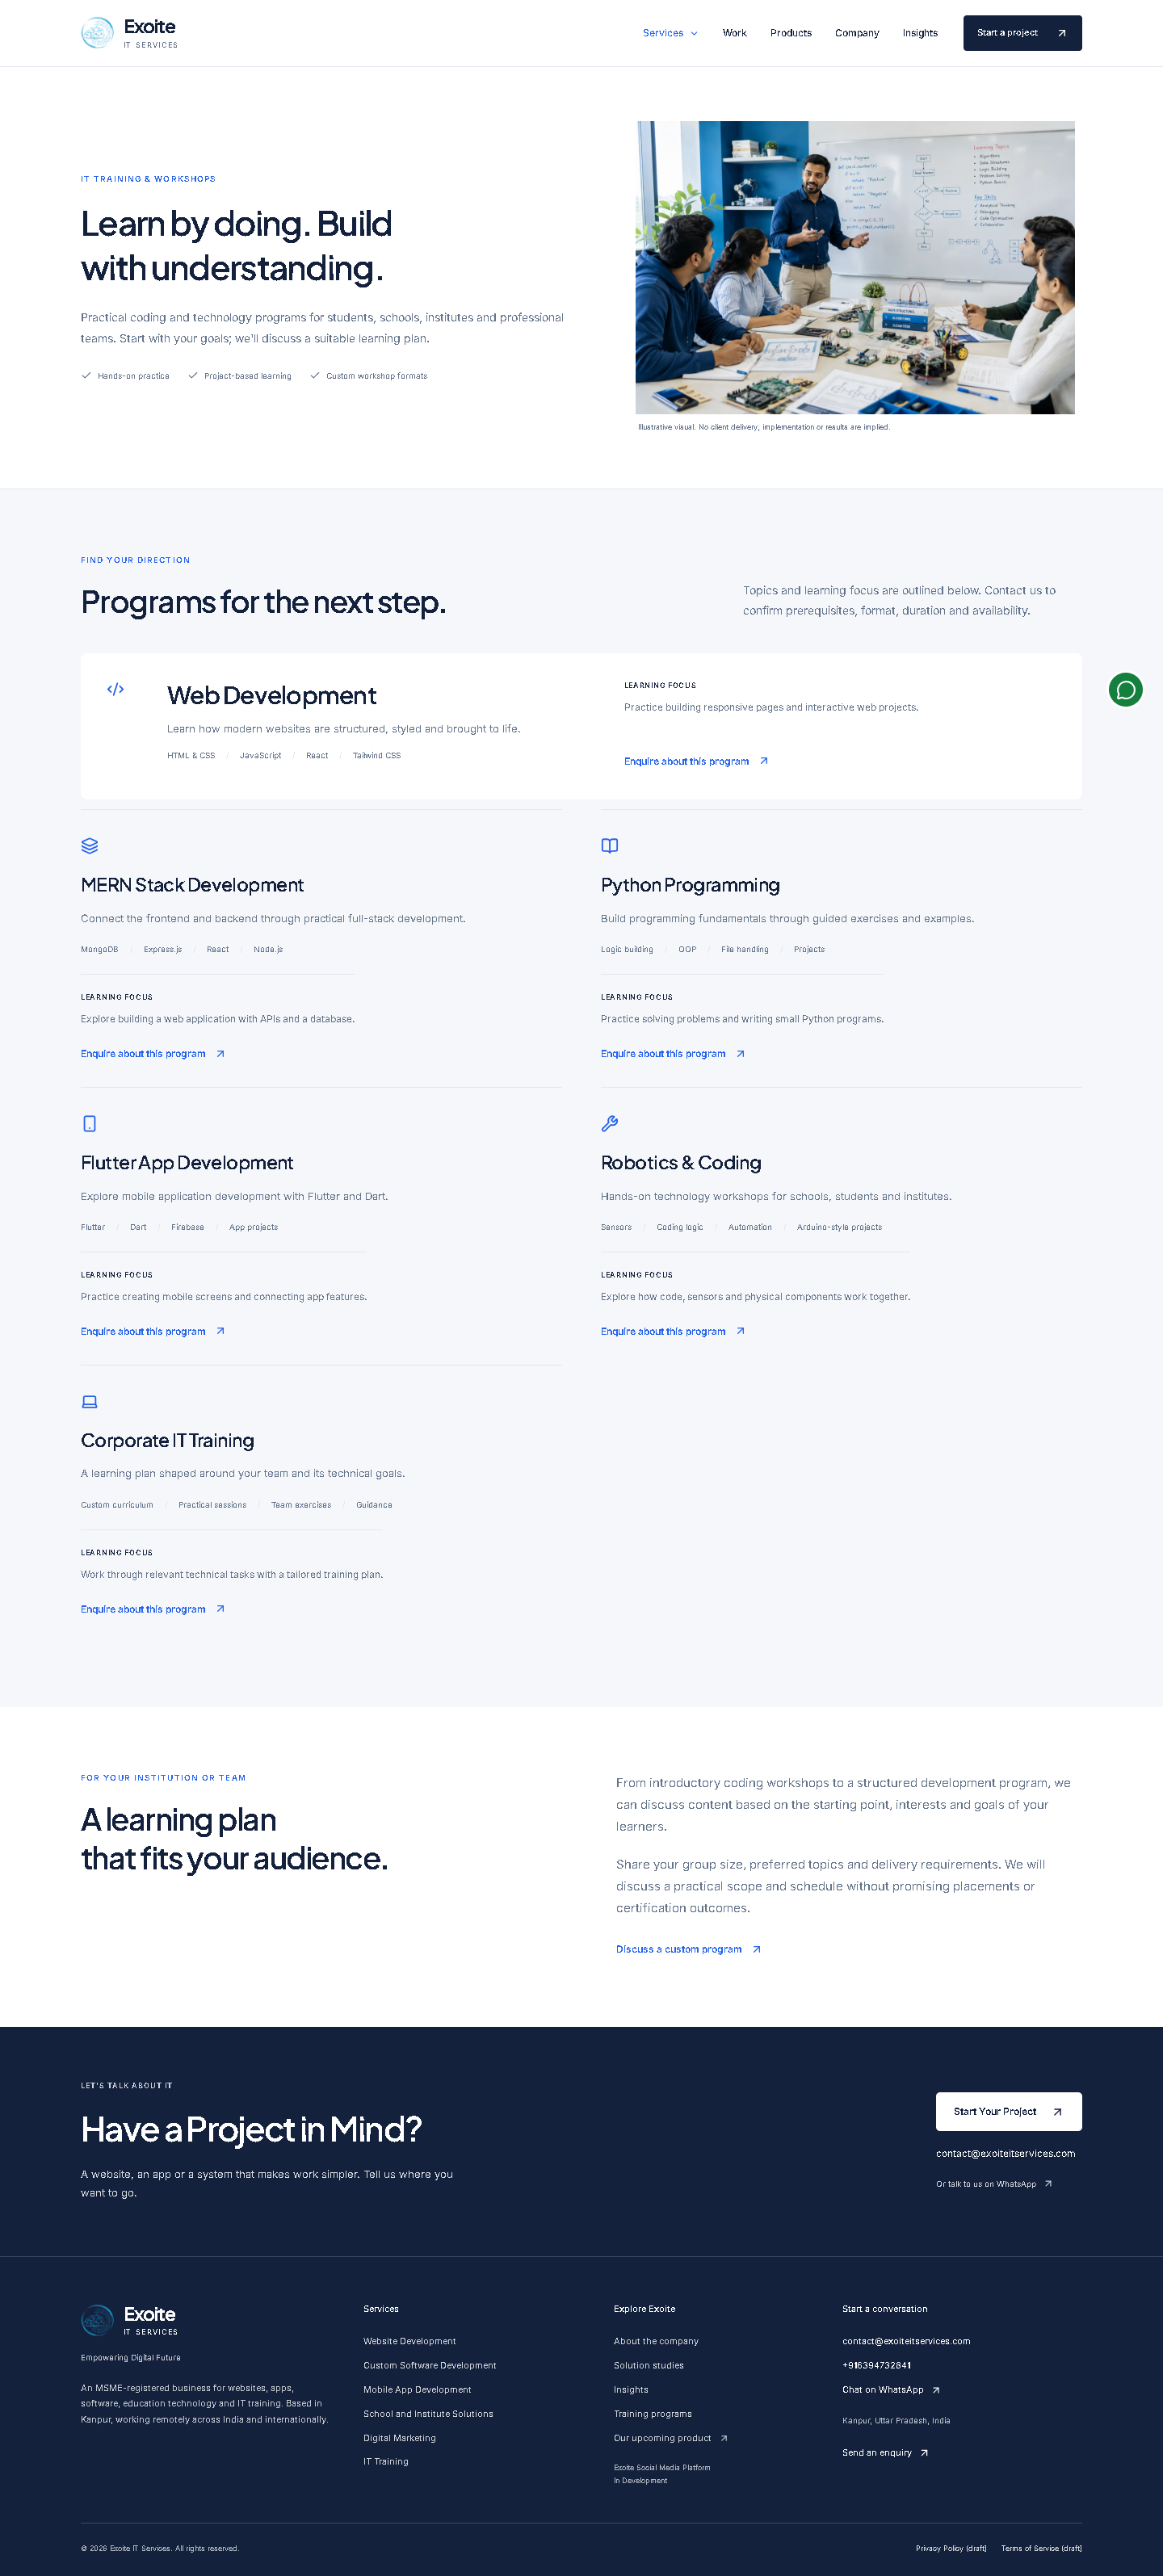 Exoite
IT SERVICES
Services
Work
Products
Company
Insights
Start a project
IT TRAINING & WORKSHOPS
Learn by doing. Build
with understanding.
Practical coding and technology programs for students, schools, institutes and professional
teams. Start with your goals; we'll discuss a suitable learning plan.
Hands-on practice
Project-based learning
Custom workshop formats
Learning Topics
Key Skills
Illustrative visual. No client delivery, implementation or results are implied.
FIND YOUR DIRECTION
Programs for the next step.
Topics and learning focus are outlined below. Contact us to
confirm prerequisites, format, duration and availability.
Web Development
Learn how modern websites are structured, styled and brought to life.
HTML & CSS / JavaScript / React / Tailwind CSS
LEARNING FOCUS
Practice building responsive pages and interactive web projects.
Enquire about this program
MERN Stack Development
Connect the frontend and backend through practical full-stack development.
MongoDB / Express.js / React / Node.js
LEARNING FOCUS
Explore building a web application with APIs and a database.
Enquire about this program
Python Programming
Build programming fundamentals through guided exercises and examples.
Logic building / OOP / File handling / Projects
LEARNING FOCUS
Practice solving problems and writing small Python programs.
Enquire about this program
Flutter App Development
Explore mobile application development with Flutter and Dart.
Flutter / Dart / Firebase / App projects
LEARNING FOCUS
Practice creating mobile screens and connecting app features.
Enquire about this program
Robotics & Coding
Hands-on technology workshops for schools, students and institutes.
Sensors / Coding logic / Automation / Arduino-style projects
LEARNING FOCUS
Explore how code, sensors and physical components work together.
Enquire about this program
Corporate IT Training
A learning plan shaped around your team and its technical goals.
Custom curriculum / Practical sessions / Team exercises / Guidance
LEARNING FOCUS
Work through relevant technical tasks with a tailored training plan.
Enquire about this program
FOR YOUR INSTITUTION OR TEAM
A learning plan
that fits your audience.
From introductory coding workshops to a structured development program, we
can discuss content based on the starting point, interests and goals of your
learners.
Share your group size, preferred topics and delivery requirements. We will
discuss a practical scope and schedule without promising placements or
certification outcomes.
Discuss a custom program
LET'S TALK ABOUT IT
Have a Project in Mind?
A website, an app or a system that makes work simpler. Tell us where you
want to go.
Start Your Project
contact@exoiteitservices.com
Or talk to us on WhatsApp
Exoite
IT SERVICES
Empowering Digital Future
An MSME-registered business for websites, apps,
software, education technology and IT training. Based in
Kanpur, working remotely across India and internationally.
Services
Website Development
Custom Software Development
Mobile App Development
School and Institute Solutions
Digital Marketing
IT Training
Explore Exoite
About the company
Solution studies
Insights
Training programs
Our upcoming product
Exoite Social Media Platform
In Development
Start a conversation
contact@exoiteitservices.com
+916394732841
Chat on WhatsApp
Kanpur, Uttar Pradesh, India
Send an enquiry
© 2026 Exoite IT Services. All rights reserved.
Privacy Policy (draft)
Terms of Service (draft)